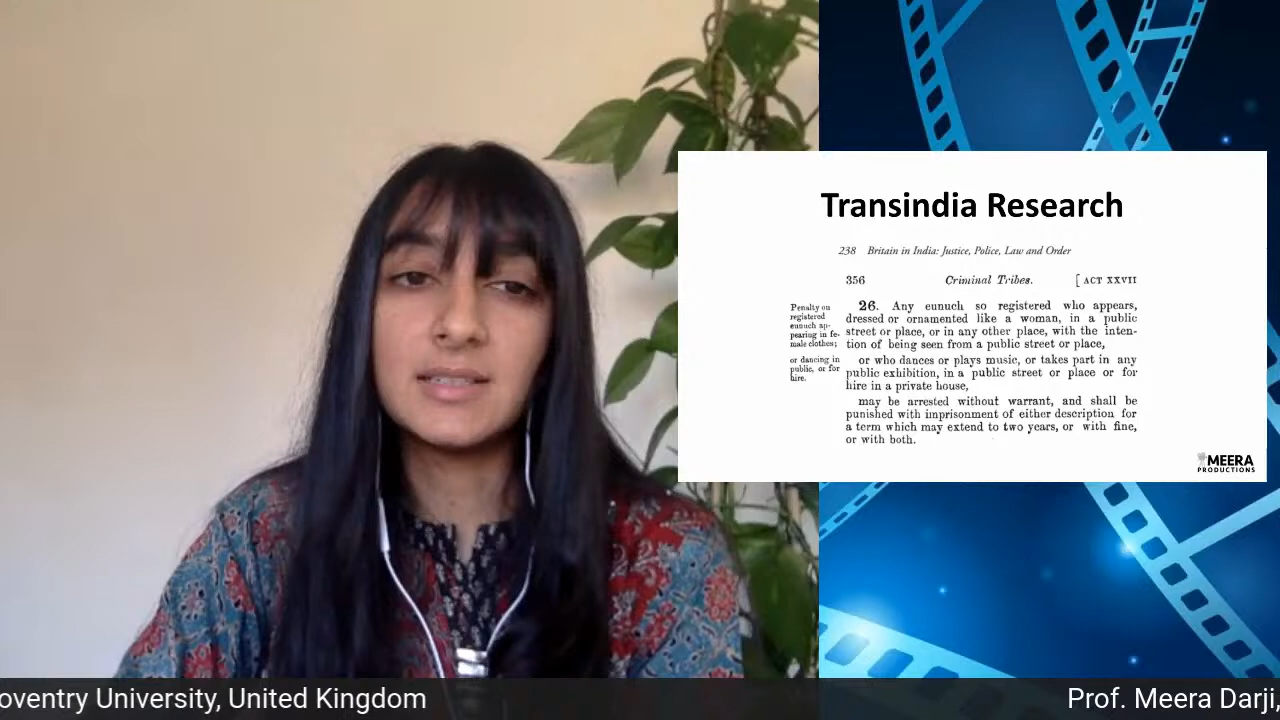 Transindia Research
238 Britain in India: Justice, Police, Law and Order
356 Criminal Tribes. [ ACT XXVII
Penalty on
registered
eunuch ap-
pearing in fe-
male clothes;
or dancing in
public, or for
hire.
26. Any eunuch so registered who appears,
dressed or ornamented like a woman, in a public
street or place, or in any other place, with the inten-
tion of being seen from a public street or place,
or who dances or plays music, or takes part in any
public exhibition, in a public street or place or for
hire in a private house,
may be arrested without warrant, and shall be
punished with imprisonment of either description for
a term which may extend to two years, or with fine,
or with both.
MEERA
PRODUCTIONS
oventry University, United Kingdom Prof. Meera Darji,